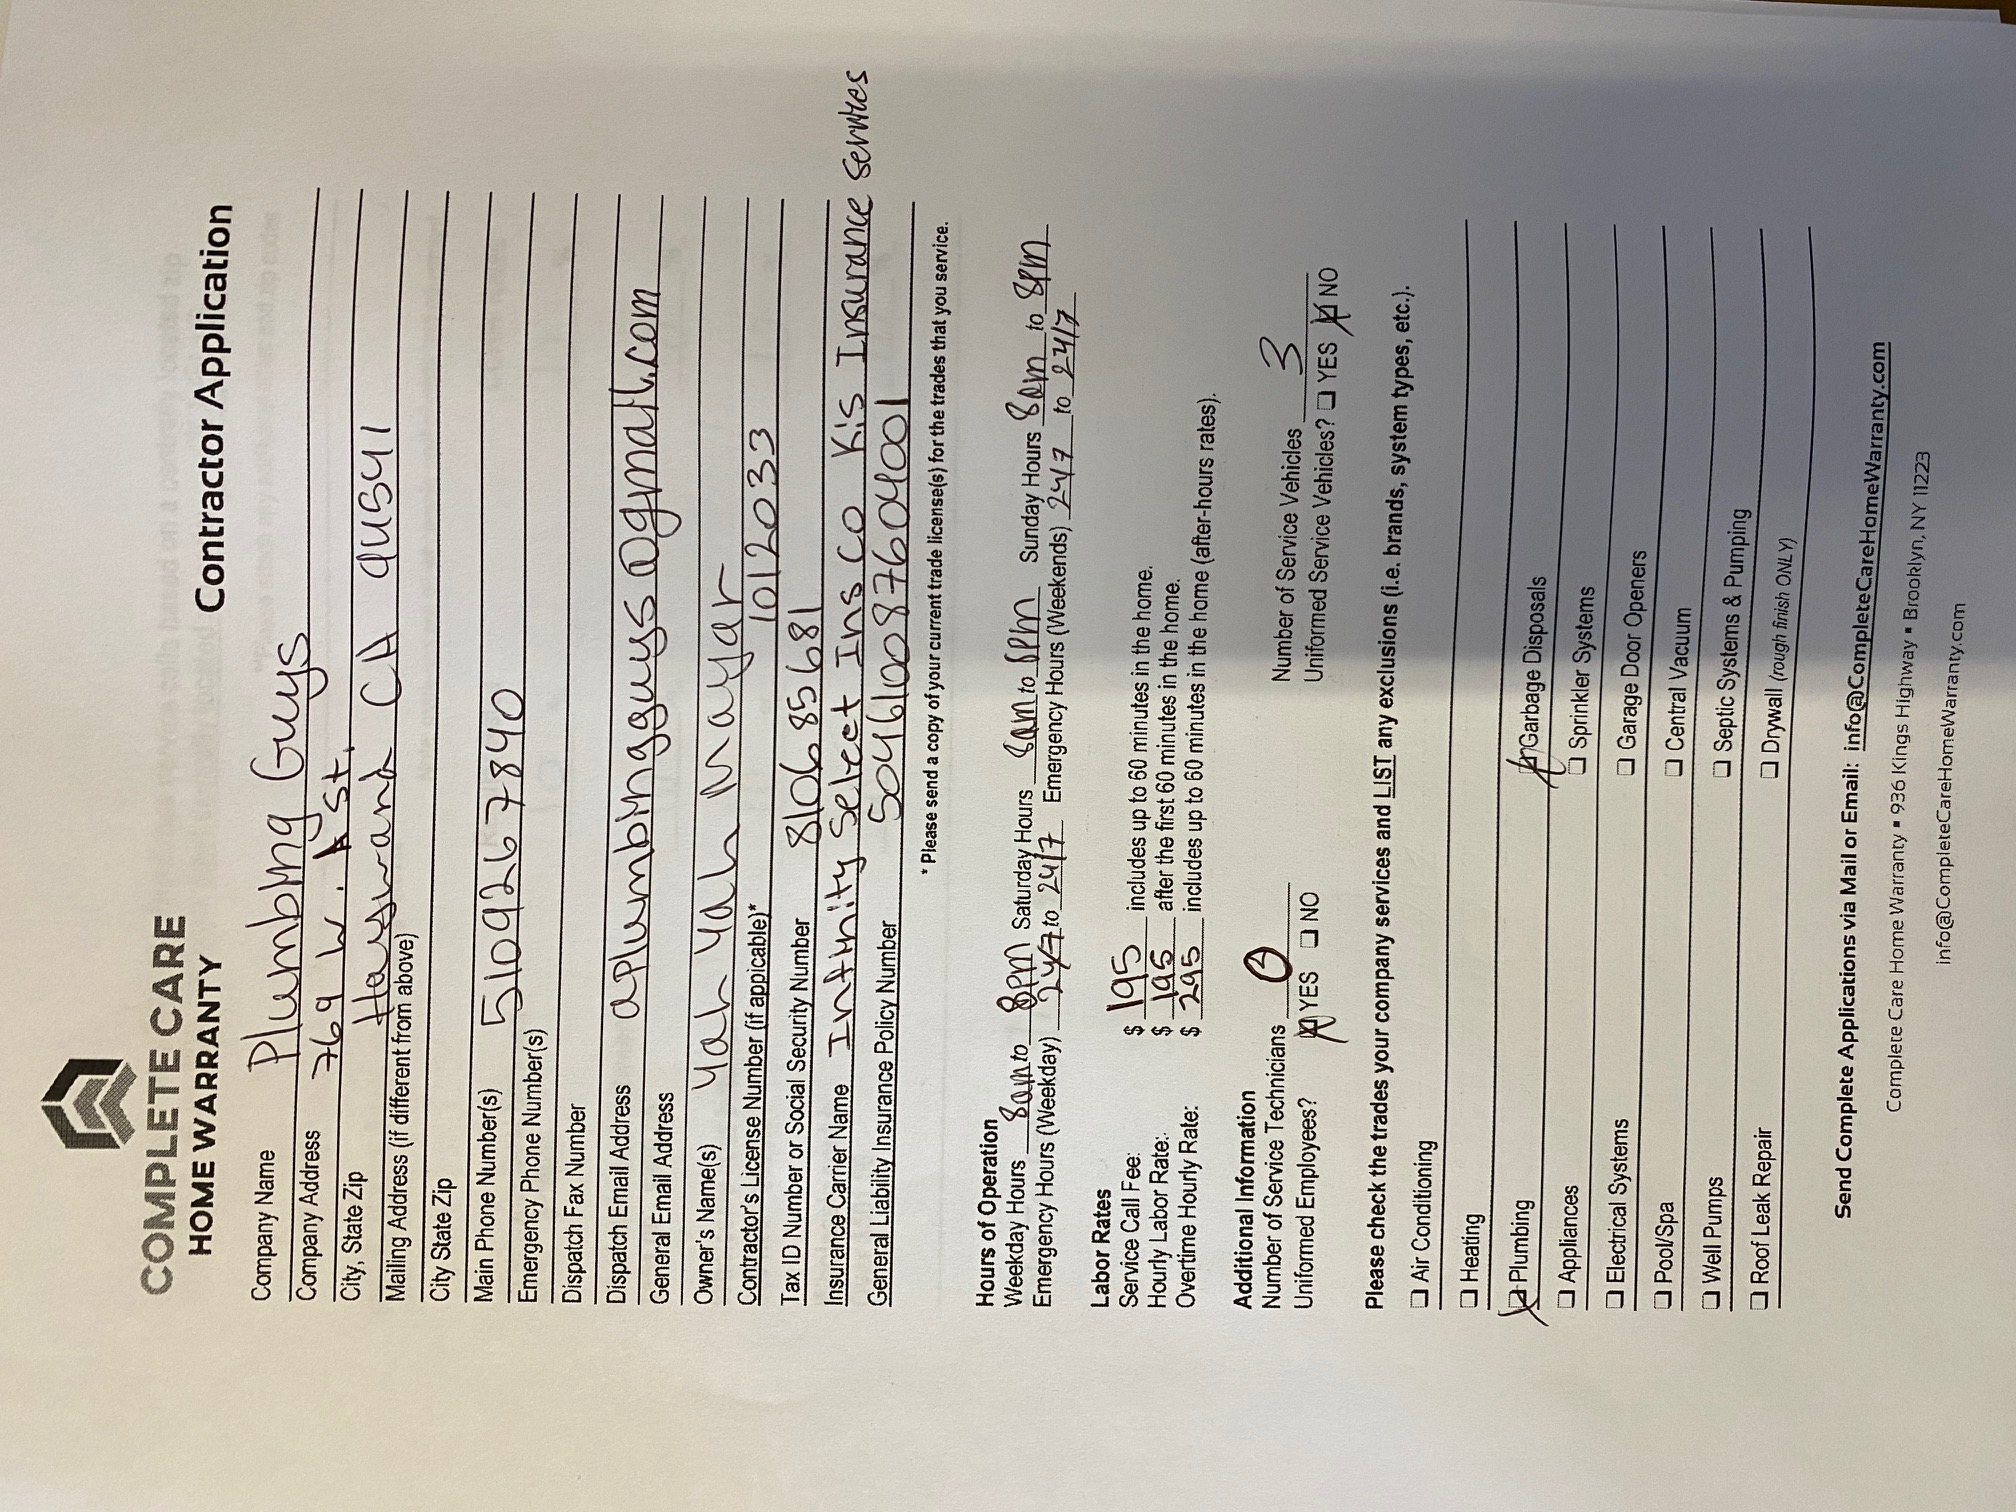 COMPLETE CARE
HOME WARRANTY
Contractor Application
Company Name Plumbing Guys
Company Address 769 W. A St,
City, State Zip Hayward CA 94541
Mailing Address (if different from above)
City State Zip
Main Phone Number(s) 5109267840
Emergency Phone Number(s)
Dispatch Fax Number
Dispatch Email Address aplumbingguys@gmail.com
General Email Address
Owner's Name(s) Yah Yah Mayar
Contractor's License Number (if appicable)* 1012033
Tax ID Number or Social Security Number 810685681
Insurance Carrier Name Infinity Select Ins Co Kis Insurance services
General Liability Insurance Policy Number 504610087604001
* Please send a copy of your current trade license(s) for the trades that you service.
Hours of Operation
Weekday Hours 8am to 8pm Saturday Hours 8am to 8pm Sunday Hours 8am to 8pm
Emergency Hours (Weekday) 24/7 to 24/7 Emergency Hours (Weekends) 24/7 to 24/7
Labor Rates
Service Call Fee: $ 195 includes up to 60 minutes in the home.
Hourly Labor Rate: $ 195 after the first 60 minutes in the home.
Overtime Hourly Rate: $ 295 includes up to 60 minutes in the home (after-hours rates).
Additional Information
Number of Service Technicians Number of Service Vehicles 3
Uniformed Employees? YES NO Uniformed Service Vehicles? YES NO
Please check the trades your company services and LIST any exclusions (i.e. brands, system types, etc.).
Air Conditioning
Heating
Plumbing Garbage Disposals
Appliances Sprinkler Systems
Electrical Systems Garage Door Openers
Pool/Spa Central Vacuum
Well Pumps Septic Systems & Pumping
Roof Leak Repair Drywall (rough finish ONLY)
Send Complete Applications via Mail or Email: info@CompleteCareHomeWarranty.com
Complete Care Home Warranty ▪ 936 Kings Highway ▪ Brooklyn, NY 11223
info@CompleteCareHomeWarranty.com